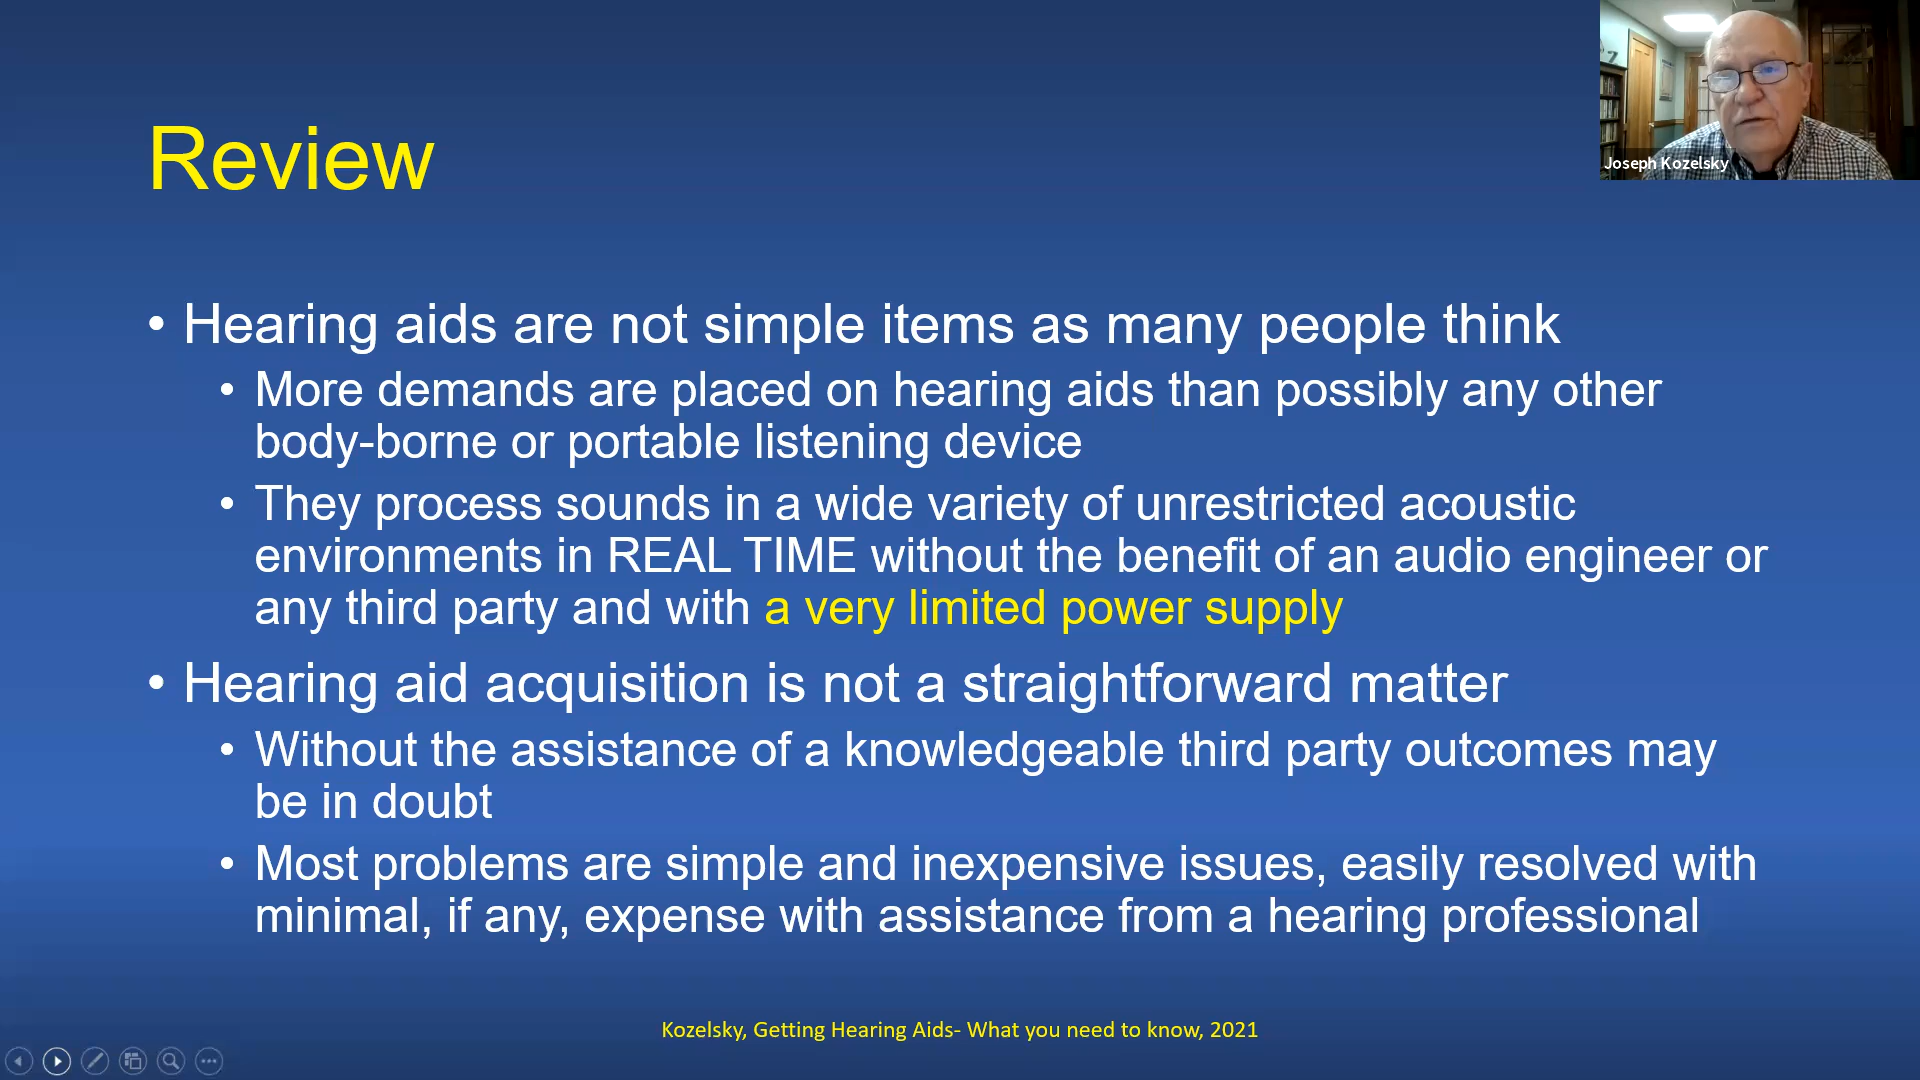 Joseph Kozelsky
Review
• Hearing aids are not simple items as many people think
• More demands are placed on hearing aids than possibly any other
body-borne or portable listening device
• They process sounds in a wide variety of unrestricted acoustic
environments in REAL TIME without the benefit of an audio engineer or
any third party and with a very limited power supply
• Hearing aid acquisition is not a straightforward matter
• Without the assistance of a knowledgeable third party outcomes may
be in doubt
• Most problems are simple and inexpensive issues, easily resolved with
minimal, if any, expense with assistance from a hearing professional
Kozelsky, Getting Hearing Aids- What you need to know, 2021